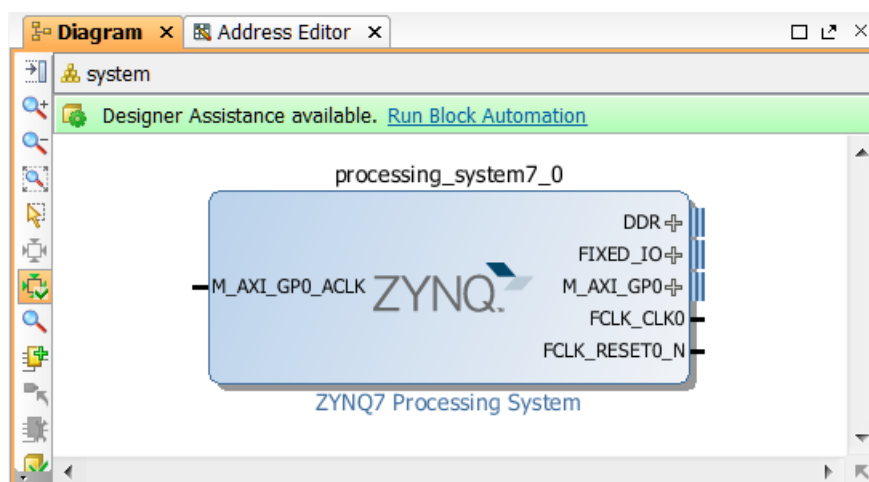 Diagram Address Editor
system
Designer Assistance available. Run Block Automation
processing_system7_0
DDR
FIXED_IO
M_AXI_GP0_ACLK ZYNQ M_AXI_GP0
FCLK_CLK0
FCLK_RESET0_N
ZYNQ7 Processing System